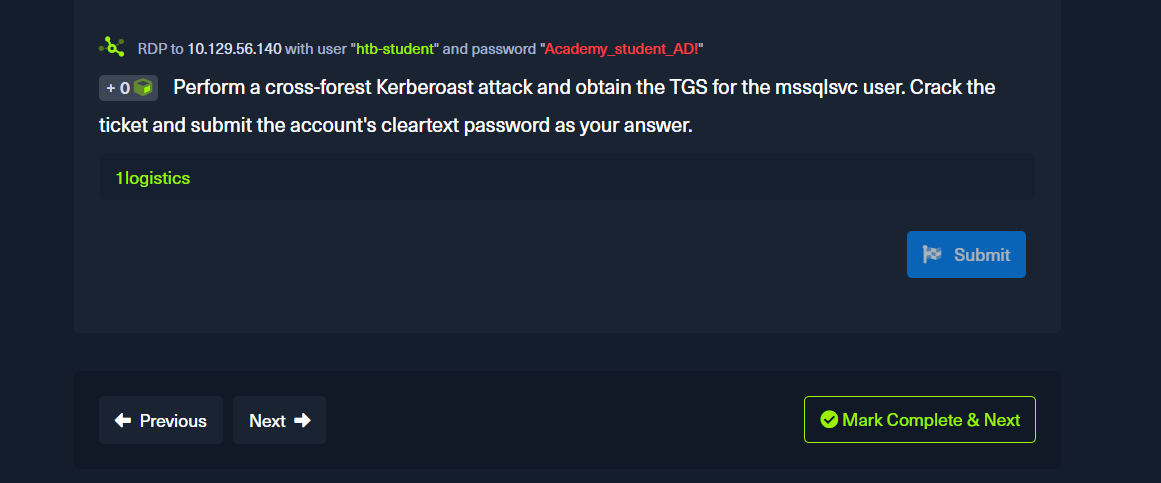 RDP to 10.129.56.140 with user "htb-student" and password "Academy_student_AD!"
+ 0 Perform a cross-forest Kerberoast attack and obtain the TGS for the mssqlsvc user. Crack the
ticket and submit the account's cleartext password as your answer.
1logistics
Submit
Previous Next Mark Complete & Next